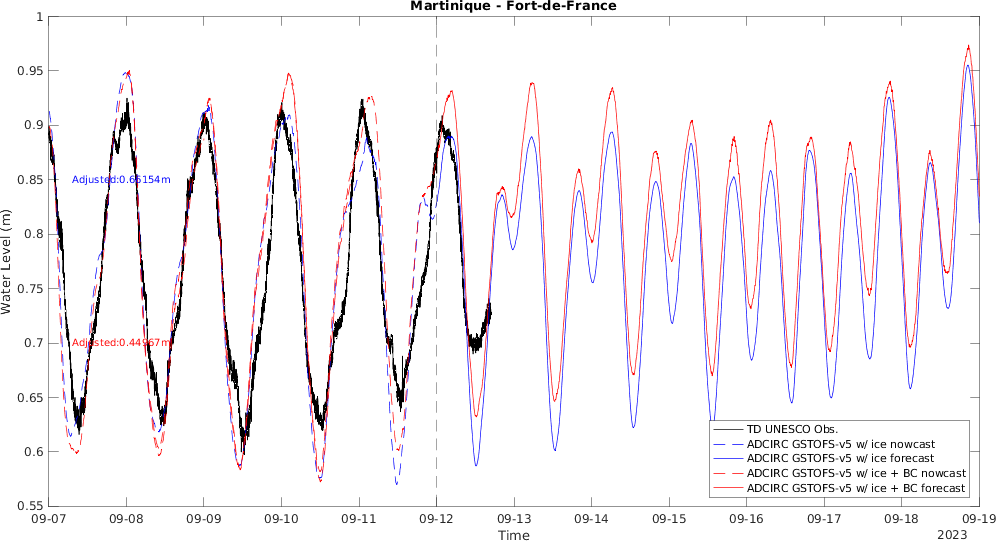 Martinique - Fort-de-France
1
0.95
0.9
0.85
0.8
0.75
0.7
0.65
0.6
0.55
Water Level (m)
Adjusted:0.66154m
Adjusted:0.44967m
TD UNESCO Obs.
ADCIRC GSTOFS-v5 w/ ice nowcast
ADCIRC GSTOFS-v5 w/ ice forecast
ADCIRC GSTOFS-v5 w/ ice + BC nowcast
ADCIRC GSTOFS-v5 w/ ice + BC forecast
09-07 09-08 09-09 09-10 09-11 09-12 09-13 09-14 09-15 09-16 09-17 09-18 09-19
Time
2023